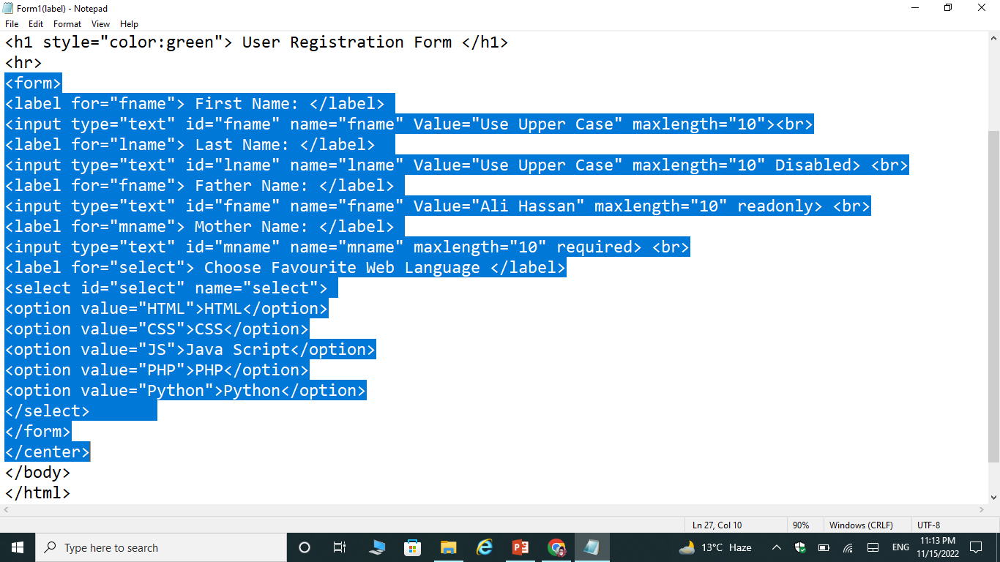 Form1(label) - Notepad
File Edit Format View Help
<h1 style="color:green"> User Registration Form </h1>
<hr>
<form>
<label for="fname"> First Name: </label>
<input type="text" id="fname" name="fname" Value="Use Upper Case" maxlength="10"><br>
<label for="lname"> Last Name: </label>
<input type="text" id="lname" name="lname" Value="Use Upper Case" maxlength="10" Disabled> <br>
<label for="fname"> Father Name: </label>
<input type="text" id="fname" name="fname" Value="Ali Hassan" maxlength="10" readonly> <br>
<label for="mname"> Mother Name: </label>
<input type="text" id="mname" name="mname" maxlength="10" required> <br>
<label for="select"> Choose Favourite Web Language </label>
<select id="select" name="select">
<option value="HTML">HTML</option>
<option value="CSS">CSS</option>
<option value="JS">Java Script</option>
<option value="PHP">PHP</option>
<option value="Python">Python</option>
</select>
</form>
</center>
</body>
</html>
Ln 27, Col 10 90% Windows (CRLF) UTF-8
Type here to search 13°C Haze ENG 11:13 PM
11/15/2022